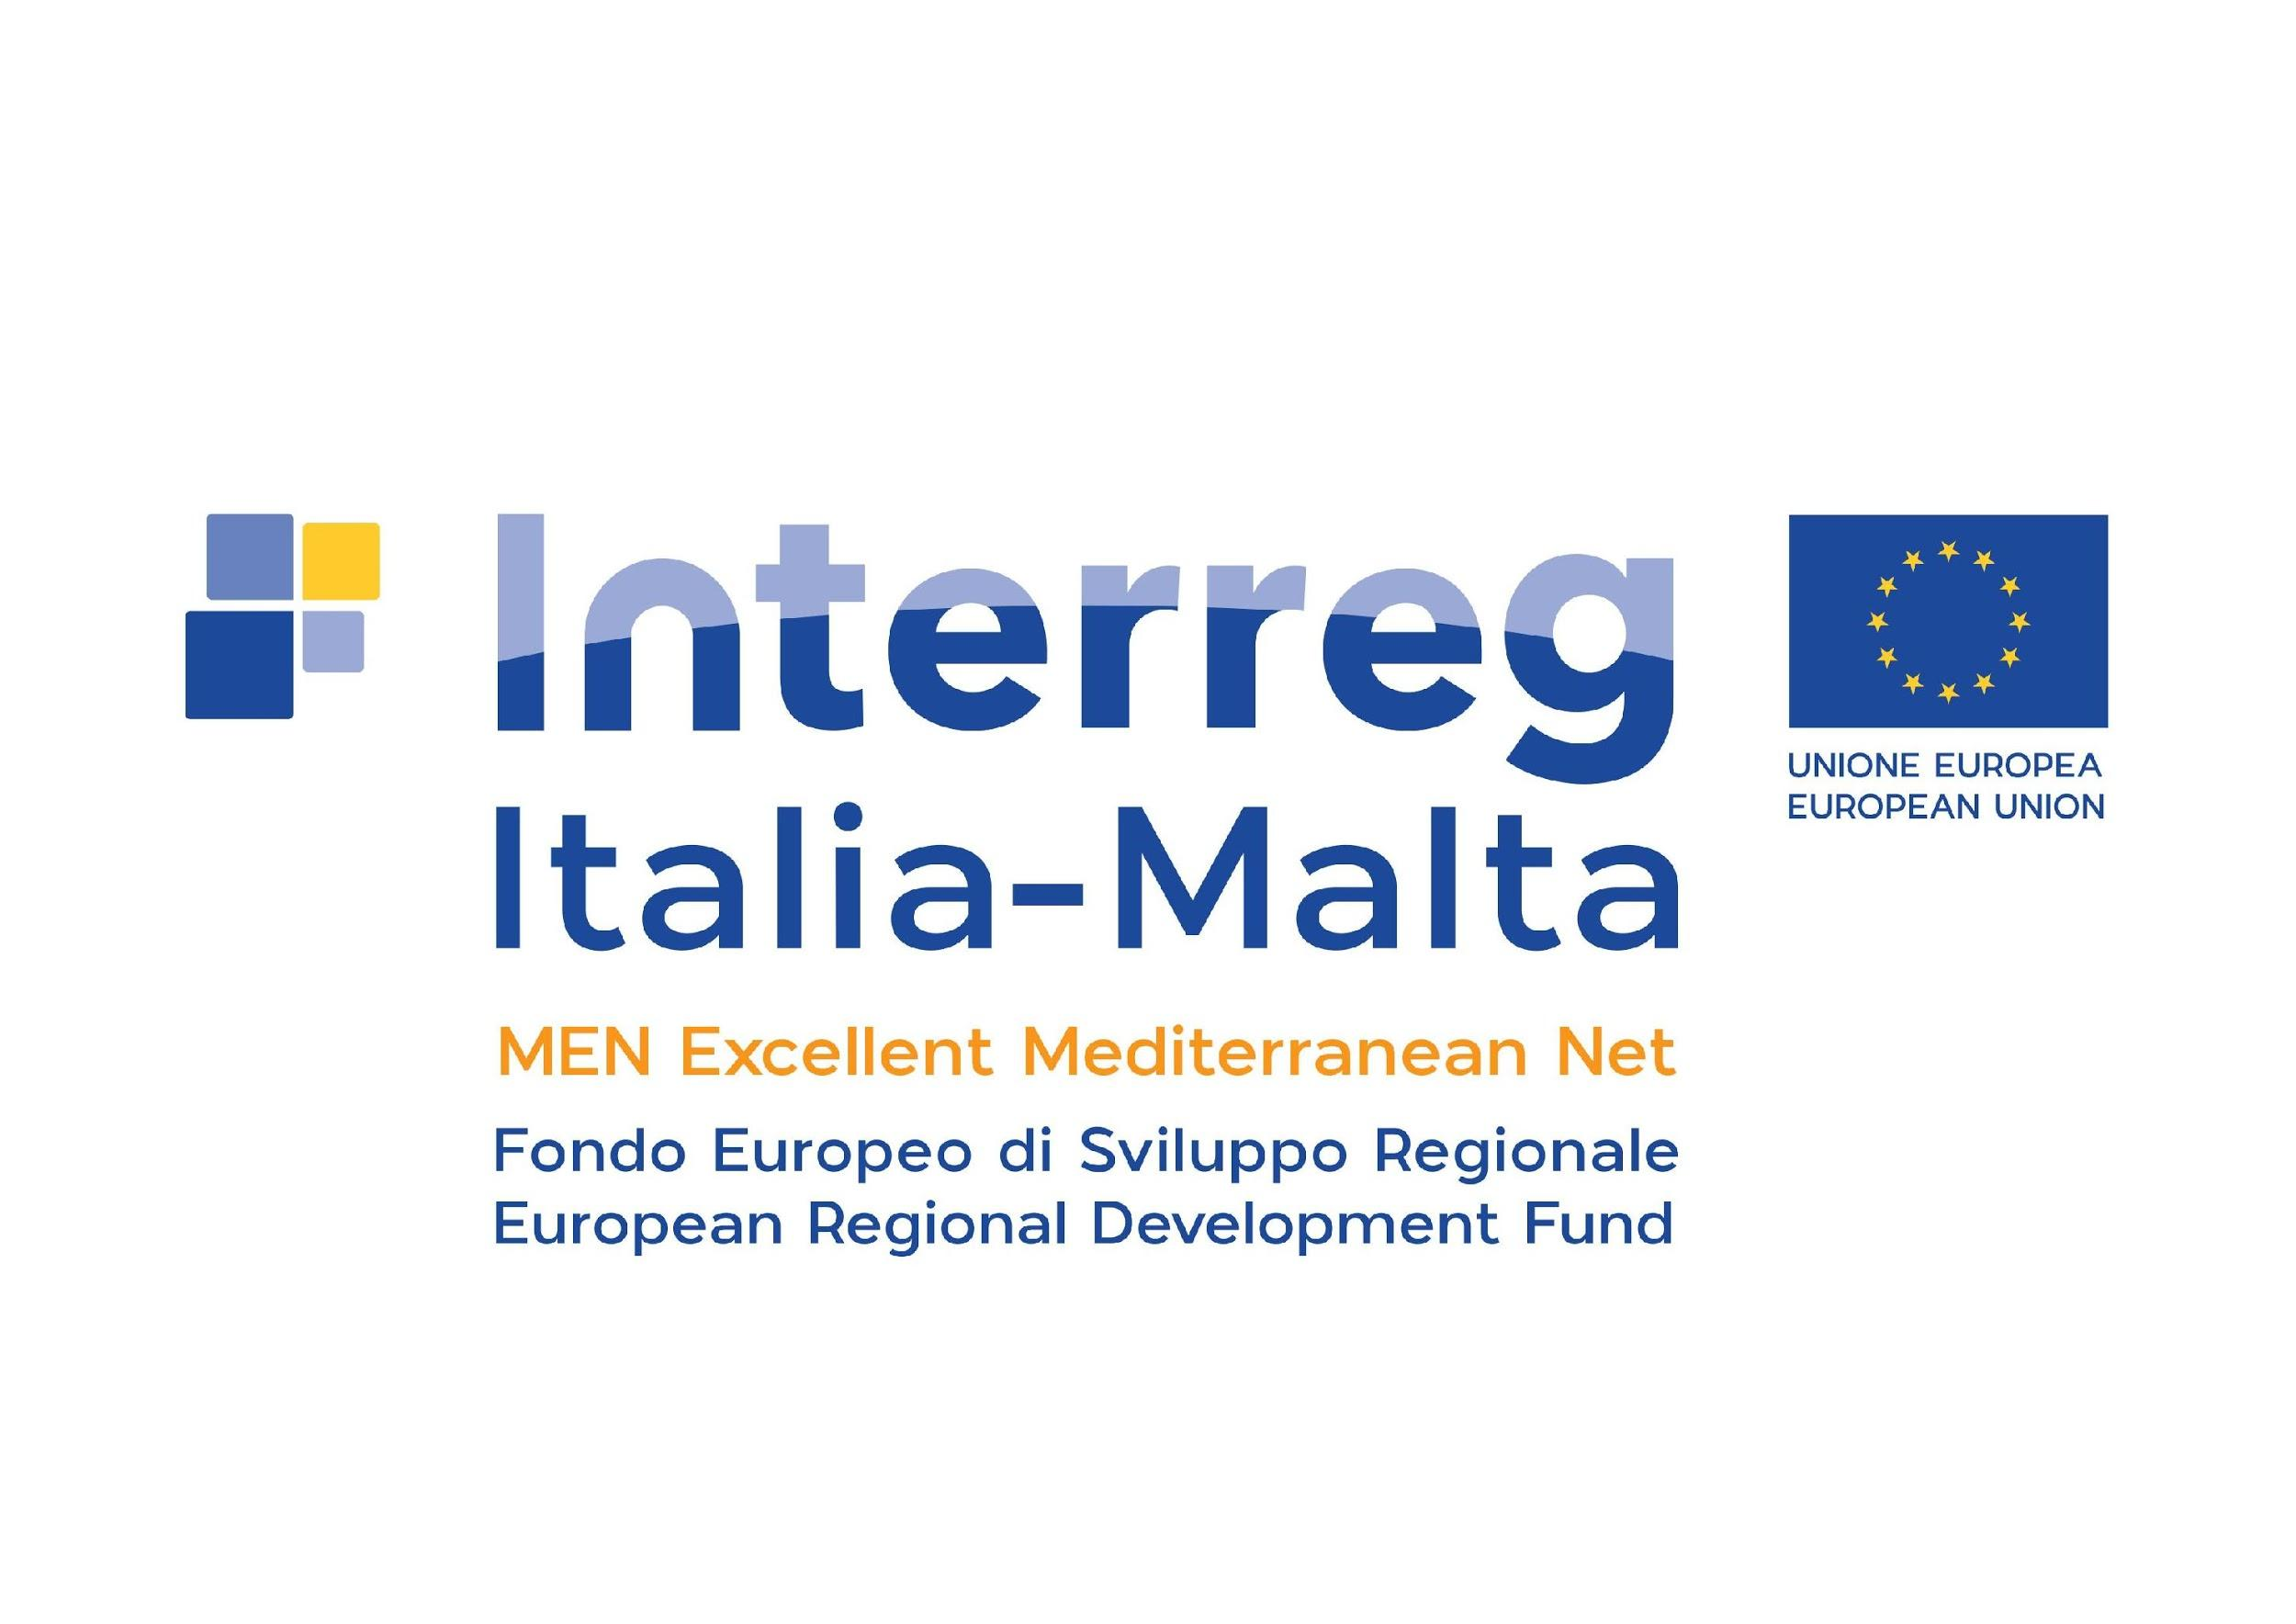 Interreg
Italia-Malta
MEN Excellent Mediterranean Net
Fondo Europeo di Sviluppo Regionale
European Regional Development Fund
UNIONE EUROPEA
EUROPEAN UNION